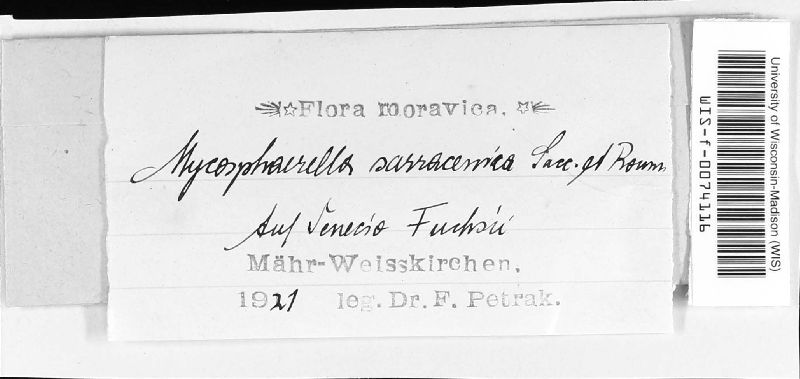 Flora moravica.
Mycosphaerella sarracenica Sacc. et Roum
Auf Senecio Fuchsii
Mähr-Weisskirchen.
1921 leg. Dr. F. Petrak.
University of Wisconsin-Madison (WIS)
WIS-f-0074116